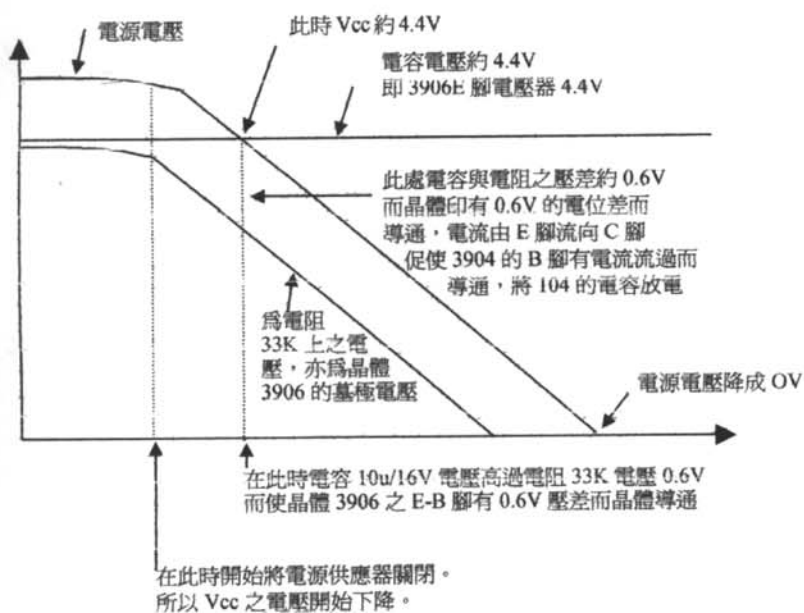 電源電壓
此時 Vcc 約 4.4V
電容電壓約 4.4V
即 3906E 腳電壓器 4.4V
此處電容與電阻之壓差約 0.6V
而晶體印有 0.6V 的電位差而
導通，電流由 E 腳流向 C 腳
促使 3904 的 B 腳有電流流過而
導通，將 104 的電容放電
爲電阻
33K 上之電
壓，亦爲晶體
3906 的墓極電壓
電源電壓降成 OV
在此時電容 10u/16V 電壓高過電阻 33K 電壓 0.6V
而使晶體 3906 之 E-B 腳有 0.6V 壓差而晶體導通
在此時開始將電源供應器關閉。
所以 Vcc 之電壓開始下降。